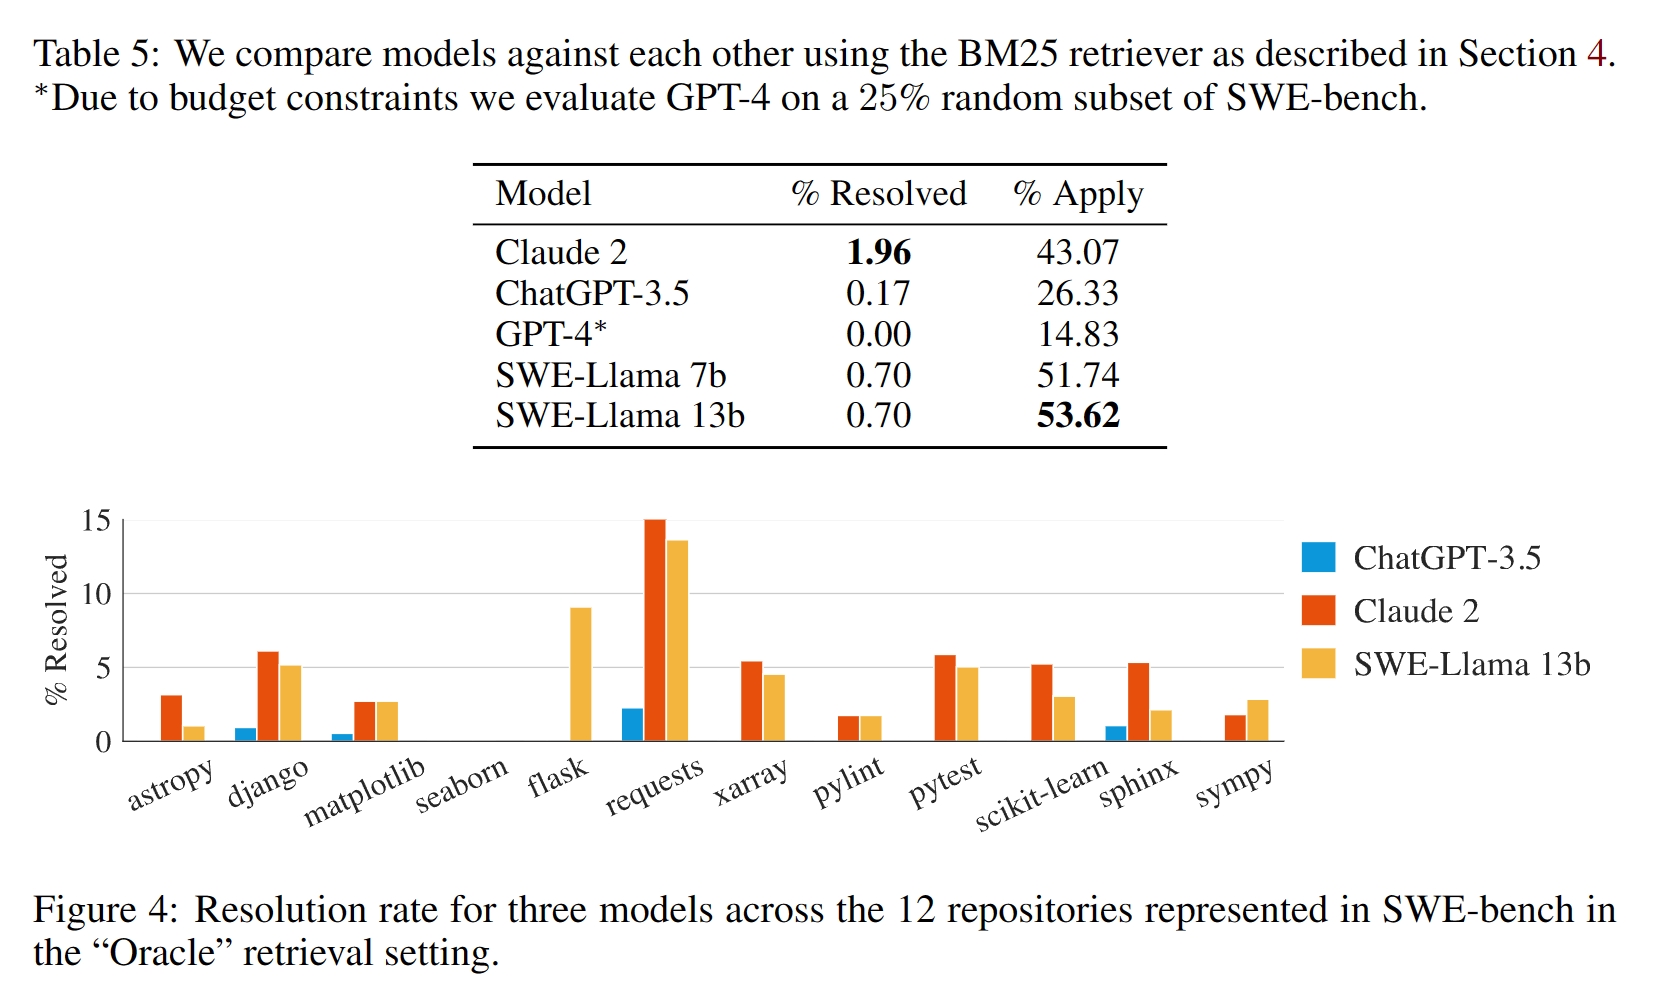 Table 5: We compare models against each other using the BM25 retriever as described in Section 4.
*Due to budget constraints we evaluate GPT-4 on a 25% random subset of SWE-bench.
Model % Resolved % Apply
Claude 2 1.96 43.07
ChatGPT-3.5 0.17 26.33
GPT-4* 0.00 14.83
SWE-Llama 7b 0.70 51.74
SWE-Llama 13b 0.70 53.62
% Resolved
15
10
5
0
astropy
django
matplotlib
seaborn
flask
requests
xarray
pylint
pytest
scikit-learn
sphinx
sympy
ChatGPT-3.5
Claude 2
SWE-Llama 13b
Figure 4: Resolution rate for three models across the 12 repositories represented in SWE-bench in
the “Oracle” retrieval setting.